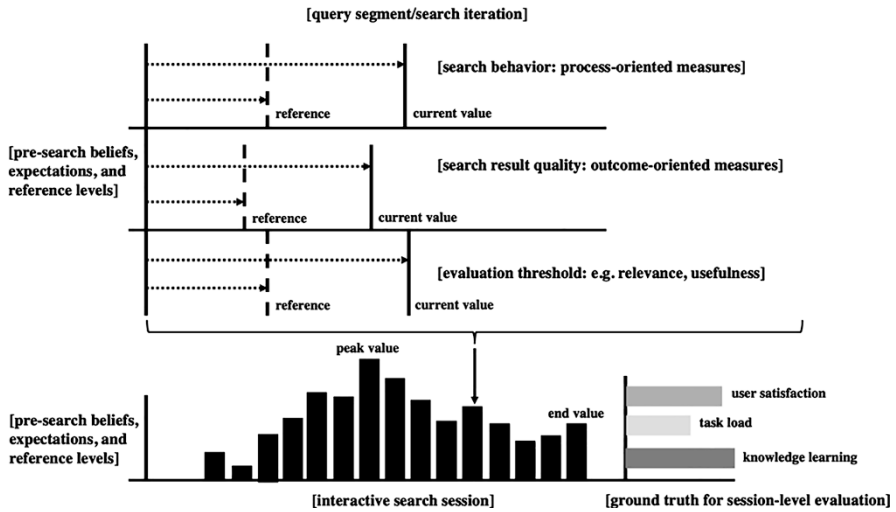 [query segment/search iteration]
[search behavior: process-oriented measures]
reference
current value
[pre-search beliefs,
expectations, and
reference levels]
[search result quality: outcome-oriented measures]
reference
current value
[evaluation threshold: e.g. relevance, usefulness]
reference
current value
peak value
[pre-search beliefs,
expectations, and
reference levels]
end value
user satisfaction
task load
knowledge learning
[interactive search session]
[ground truth for session-level evaluation]